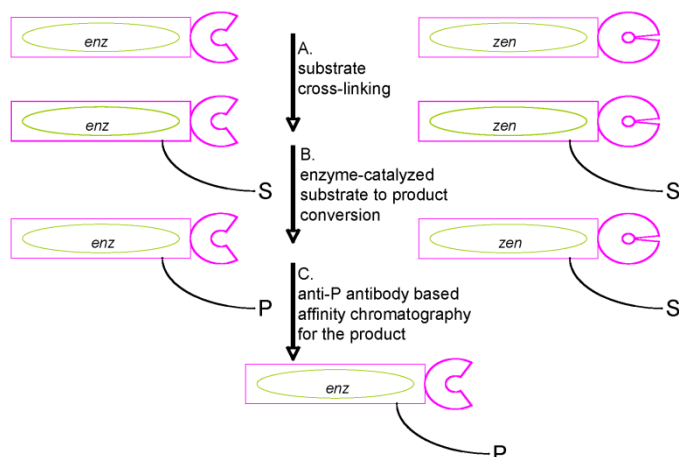 enz
zen
A.
substrate
cross-linking
enz
zen
S
S
B.
enzyme-catalyzed
substrate to product
conversion
enz
zen
P
S
C.
anti-P antibody based
affinity chromatography
for the product
enz
P